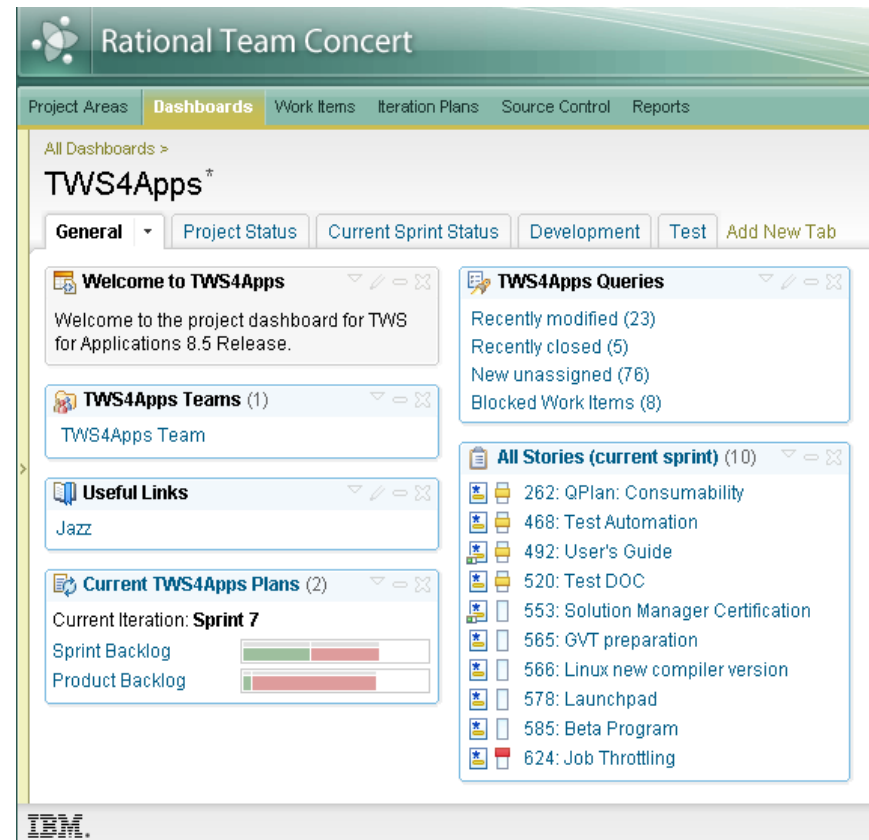 Rational Team Concert
Project Areas Dashboards Work Items Iteration Plans Source Control Reports
All Dashboards >
TWS4Apps*
General Project Status Current Sprint Status Development Test Add New Tab
Welcome to TWS4Apps
Welcome to the project dashboard for TWS
for Applications 8.5 Release.
TWS4Apps Teams (1)
TWS4Apps Team
Useful Links
Jazz
Current TWS4Apps Plans (2)
Current Iteration: Sprint 7
Sprint Backlog
Product Backlog
TWS4Apps Queries
Recently modified (23)
Recently closed (5)
New unassigned (76)
Blocked Work Items (8)
All Stories (current sprint) (10)
262: QPlan: Consumability
468: Test Automation
492: User's Guide
520: Test DOC
553: Solution Manager Certification
565: GVT preparation
566: Linux new compiler version
578: Launchpad
585: Beta Program
624: Job Throttling
IBM.